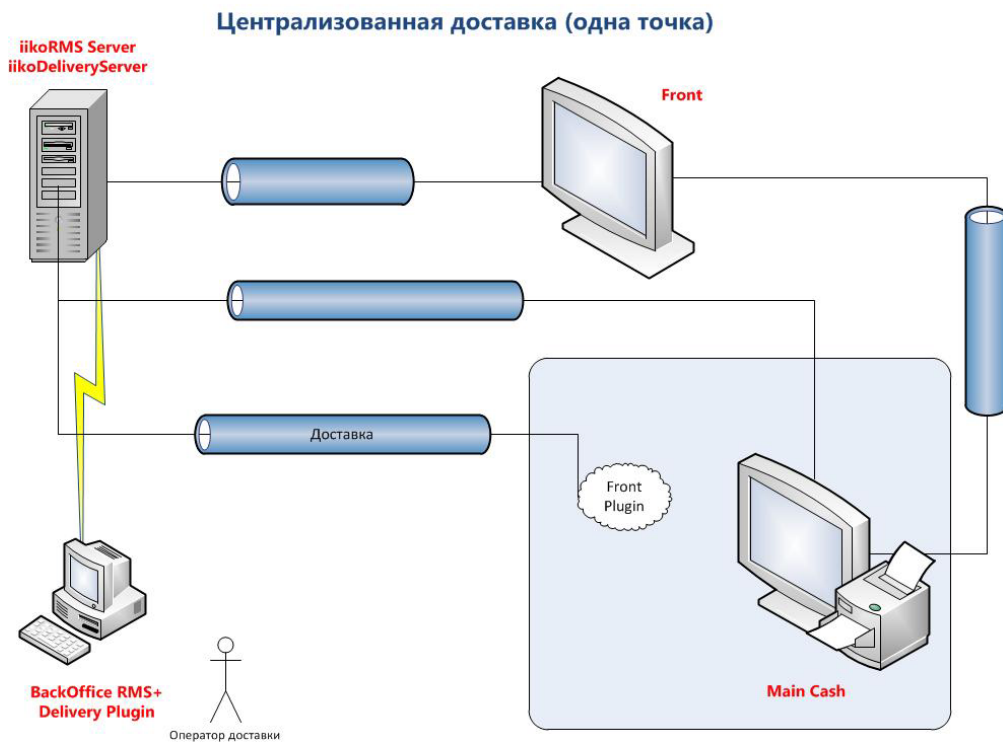 Централизованная доставка (одна точка)
iikoRMS Server
iikoDeliveryServer
Front
Доставка
Front
Plugin
BackOffice RMS+
Delivery Plugin
Main Cash
Оператор доставки